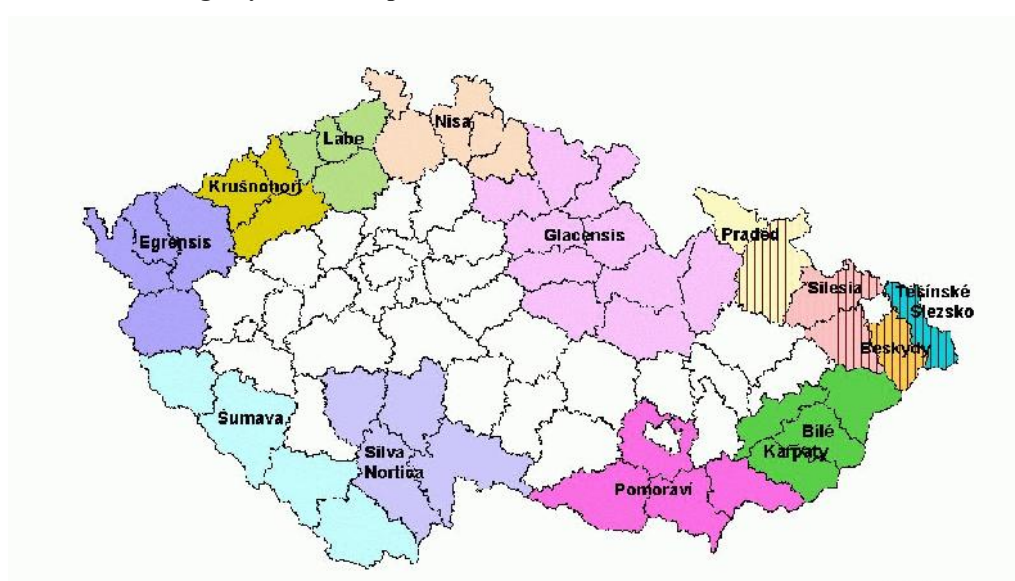 Nisa
Labe
Krušnohoří
Egrensis
Glacensis
Praděd
Silesia
Těšínské
Slezsko
Beskydy
Šumava
Silva
Nortica
Bílé
Karpaty
Pomoraví